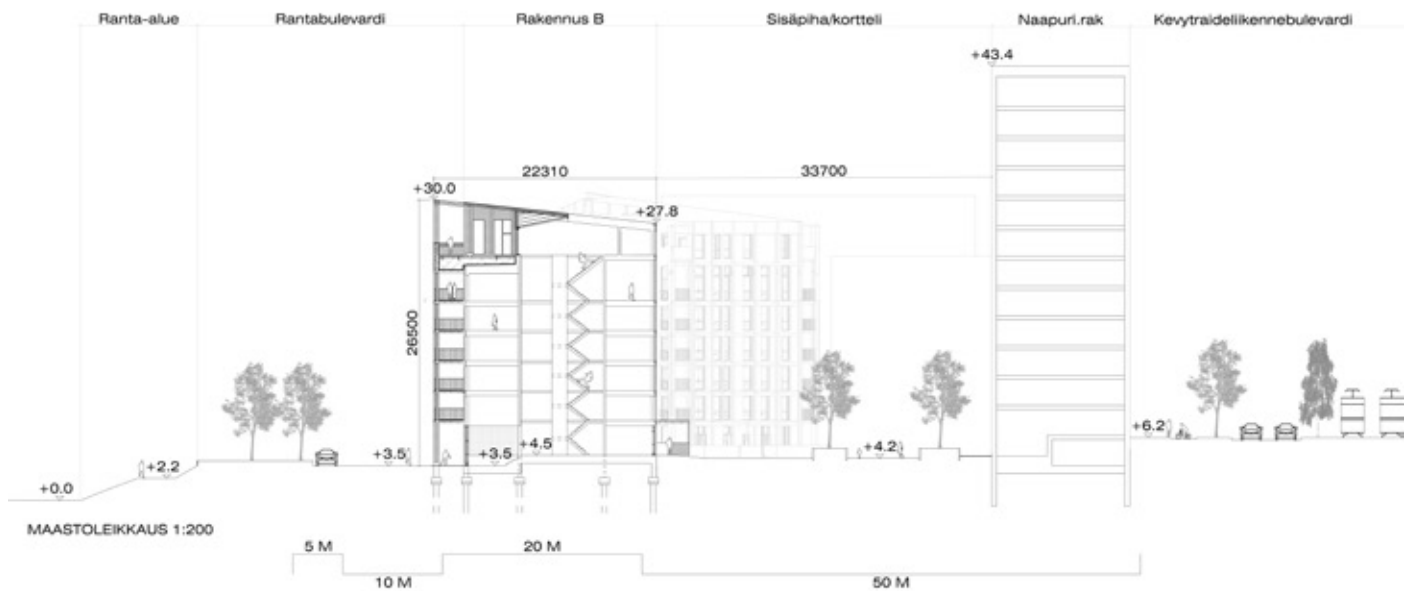 Ranta-alue Rantabulevardi Rakennus B Sisäpiha/kortteli Naapuri.rak Kevytraideliikennebulevardi
+43.4
22310 33700
+30.0
+27.8
26500
+4.5 +6.2
+2.2 +3.5 +3.5 +4.2
+0.0
MAASTOLEIKKAUS 1:200
5 M 20 M
10 M 50 M